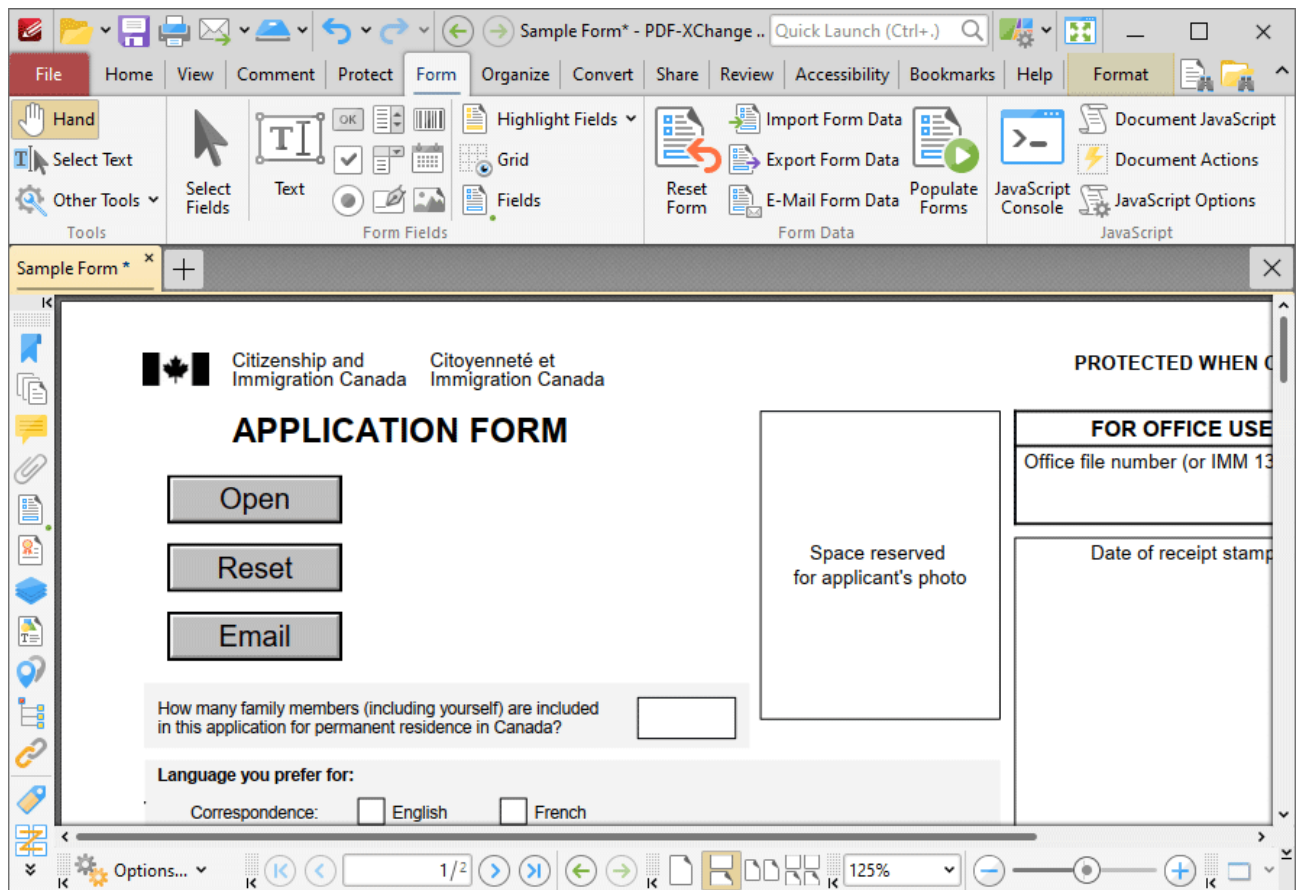 Sample Form* - PDF-XChange ..
Quick Launch (Ctrl+.)
File Home View Comment Protect Form Organize Convert Share Review Accessibility Bookmarks Help Format
Hand
Select Text
Other Tools
Tools
Select Fields
Text
OK
Highlight Fields
Grid
Fields
Form Fields
Reset Form
Import Form Data
Export Form Data
E-Mail Form Data
Populate Forms
Form Data
JavaScript Console
Document JavaScript
Document Actions
JavaScript Options
JavaScript
Sample Form *
Citizenship and
Immigration Canada
Citoyenneté et
Immigration Canada
PROTECTED WHEN
APPLICATION FORM
FOR OFFICE USE
Office file number (or IMM 13
Open
Reset
Email
Space reserved
for applicant's photo
Date of receipt stamp
How many family members (including yourself) are included
in this application for permanent residence in Canada?
Language you prefer for:
Correspondence: English French
Options... 1/2 125%